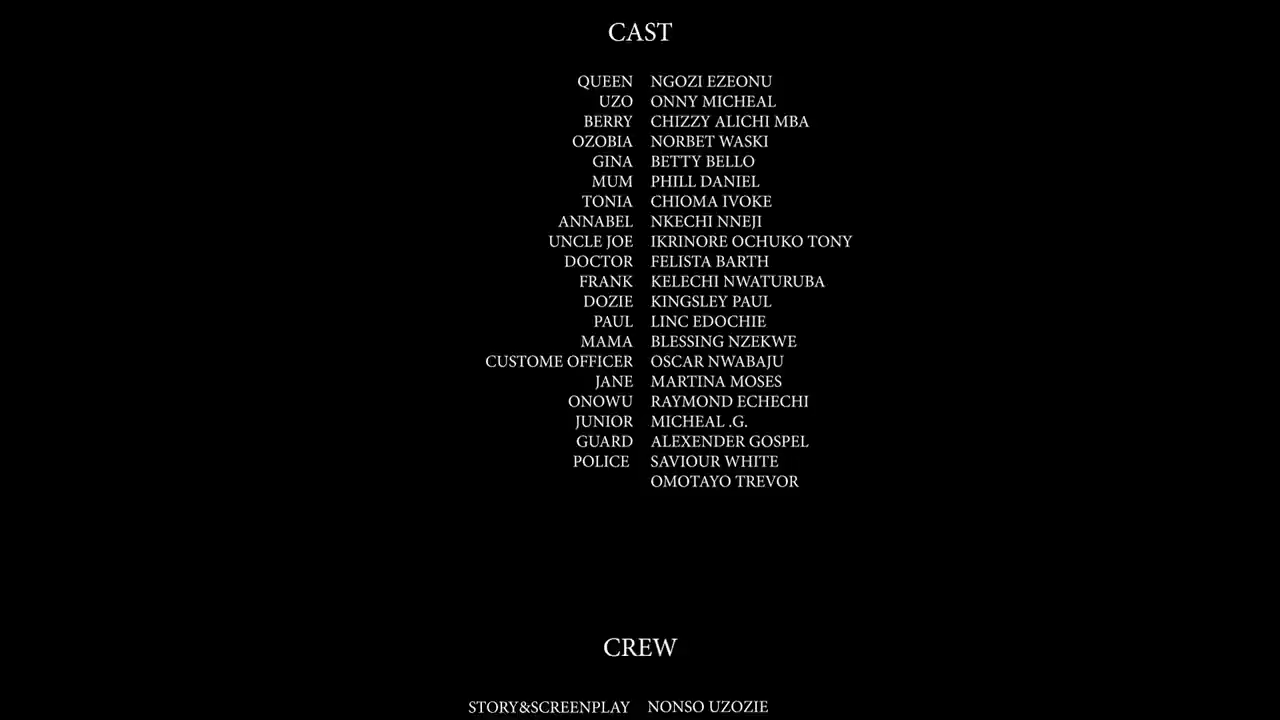 CAST
QUEEN NGOZI EZEONU
UZO ONNY MICHEAL
BERRY CHIZZY ALICHI MBA
OZOBIA NORBET WASKI
GINA BETTY BELLO
MUM PHILL DANIEL
TONIA CHIOMA IVOKE
ANNABEL NKECHI NNEJI
UNCLE JOE IKRINORE OCHUKO TONY
DOCTOR FELISTA BARTH
FRANK KELECHI NWATURUBA
DOZIE KINGSLEY PAUL
PAUL LINC EDOCHIE
MAMA BLESSING NZEKWE
CUSTOME OFFICER OSCAR NWABAJU
JANE MARTINA MOSES
ONOWU RAYMOND ECHECHI
JUNIOR MICHEAL .G.
GUARD ALEXENDER GOSPEL
POLICE SAVIOUR WHITE
OMOTAYO TREVOR
CREW
STORY&SCREENPLAY NONSO UZOZIE